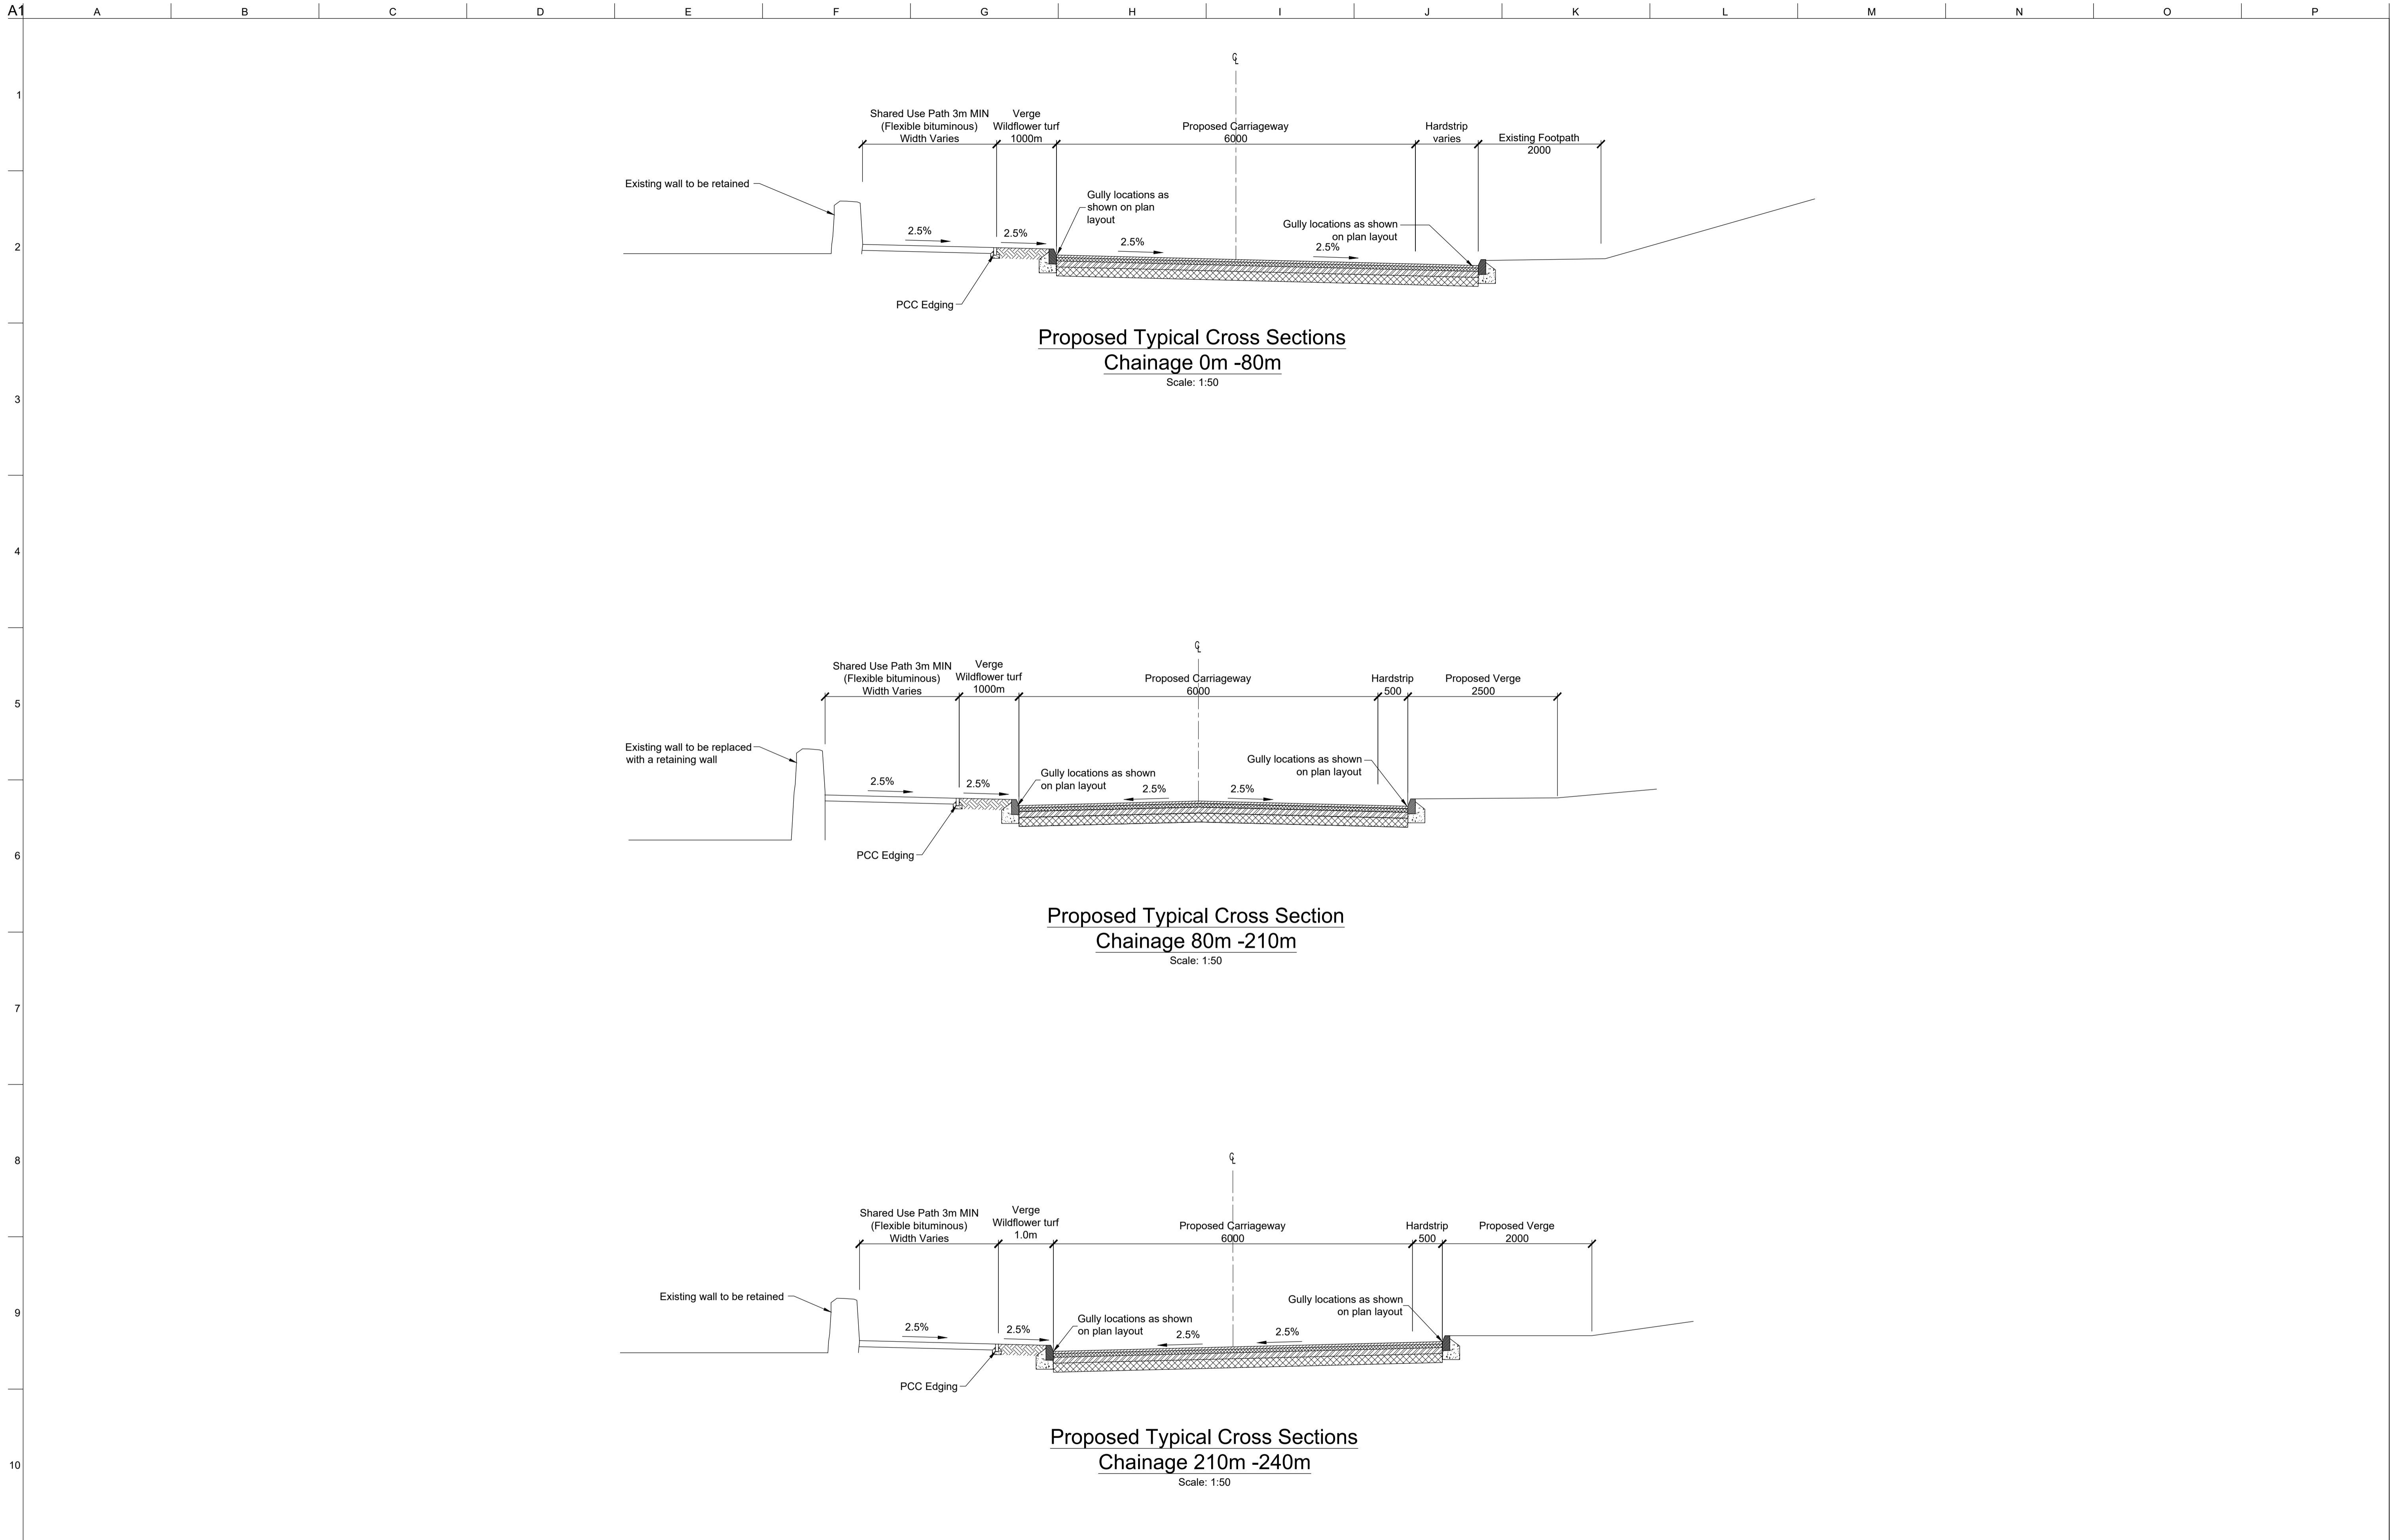 A1
A B C D E F G H I J K L M N O P
1
℄
Shared Use Path 3m MIN
(Flexible bituminous)
Width Varies
Verge
Wildflower turf
1000m
Proposed Carriageway
6000
Hardstrip
varies
Existing Footpath
2000
Existing wall to be retained
Gully locations as
shown on plan
layout
Gully locations as shown
on plan layout
2
2.5%
2.5%
2.5%
2.5%
PCC Edging
Proposed Typical Cross Sections
Chainage 0m -80m
Scale: 1:50
3
4
℄
Shared Use Path 3m MIN
(Flexible bituminous)
Width Varies
Verge
Wildflower turf
1000m
Proposed Carriageway
6000
Hardstrip
500
Proposed Verge
2500
5
Existing wall to be replaced
with a retaining wall
Gully locations as shown
on plan layout
Gully locations as shown
on plan layout
2.5%
2.5%
2.5%
2.5%
PCC Edging
6
Proposed Typical Cross Section
Chainage 80m -210m
Scale: 1:50
7
8
℄
Shared Use Path 3m MIN
(Flexible bituminous)
Width Varies
Verge
Wildflower turf
1.0m
Proposed Carriageway
6000
Hardstrip
500
Proposed Verge
2000
Existing wall to be retained
9
Gully locations as shown
on plan layout
Gully locations as shown
on plan layout
2.5%
2.5%
2.5%
2.5%
PCC Edging
Proposed Typical Cross Sections
Chainage 210m -240m
Scale: 1:50
10